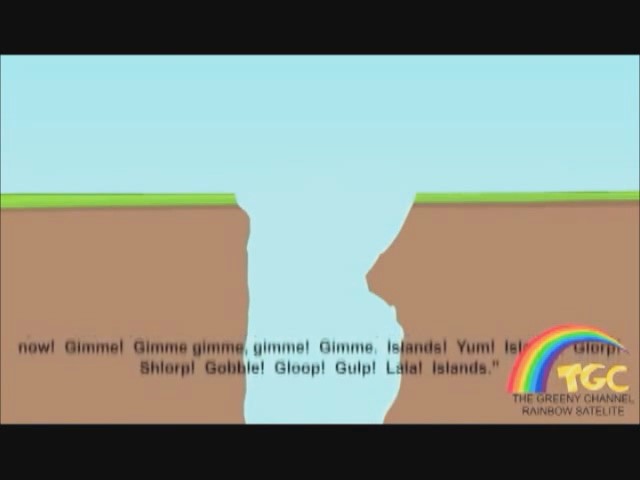 now! Gimme! Gimme gimme, gimme! Gimme. Islands! Yum! Glorp!
Shlorp! Gobble! Gloop! Gulp! Lala! Islands."
TGC
THE GREENY CHANNEL
RAINBOW SATELITE